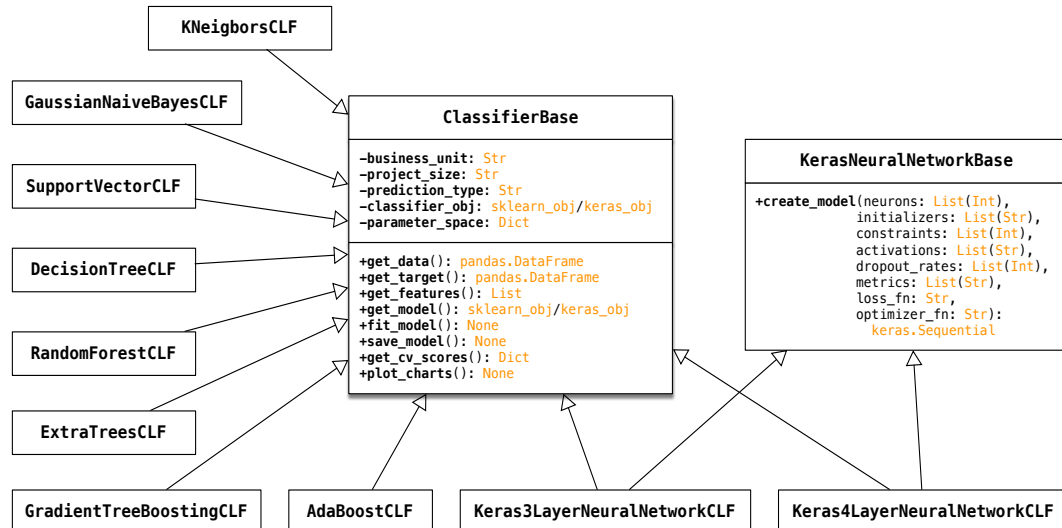 KNeigborsCLF
GaussianNaiveBayesCLF
SupportVectorCLF
DecisionTreeCLF
RandomForestCLF
ExtraTreesCLF
GradientTreeBoostingCLF
AdaBoostCLF
Keras3LayerNeuralNetworkCLF
Keras4LayerNeuralNetworkCLF
ClassifierBase
-business_unit: Str
-project_size: Str
-prediction_type: Str
-classifier_obj: sklearn_obj/keras_obj
-parameter_space: Dict
+get_data(): pandas.DataFrame
+get_target(): pandas.DataFrame
+get_features(): List
+get_model(): sklearn_obj/keras_obj
+fit_model(): None
+save_model(): None
+get_cv_scores(): Dict
+plot_charts(): None
KerasNeuralNetworkBase
+create_model(neurons: List(Int),
initializers: List(Str),
constraints: List(Int),
activations: List(Str),
dropout_rates: List(Int),
metrics: List(Str),
loss_fn: Str,
optimizer_fn: Str):
keras.Sequential